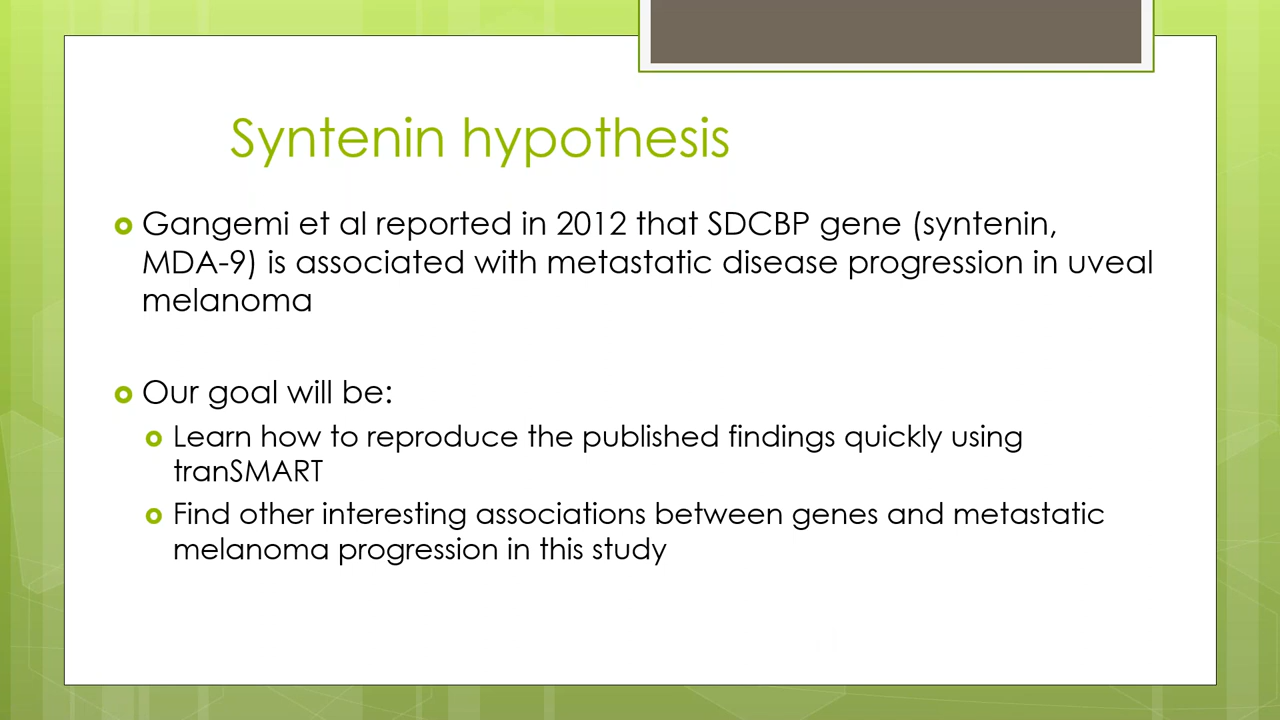 Syntenin hypothesis
Gangemi et al reported in 2012 that SDCBP gene (syntenin,
MDA-9) is associated with metastatic disease progression in uveal
melanoma
Our goal will be:
Learn how to reproduce the published findings quickly using
tranSMART
Find other interesting associations between genes and metastatic
melanoma progression in this study